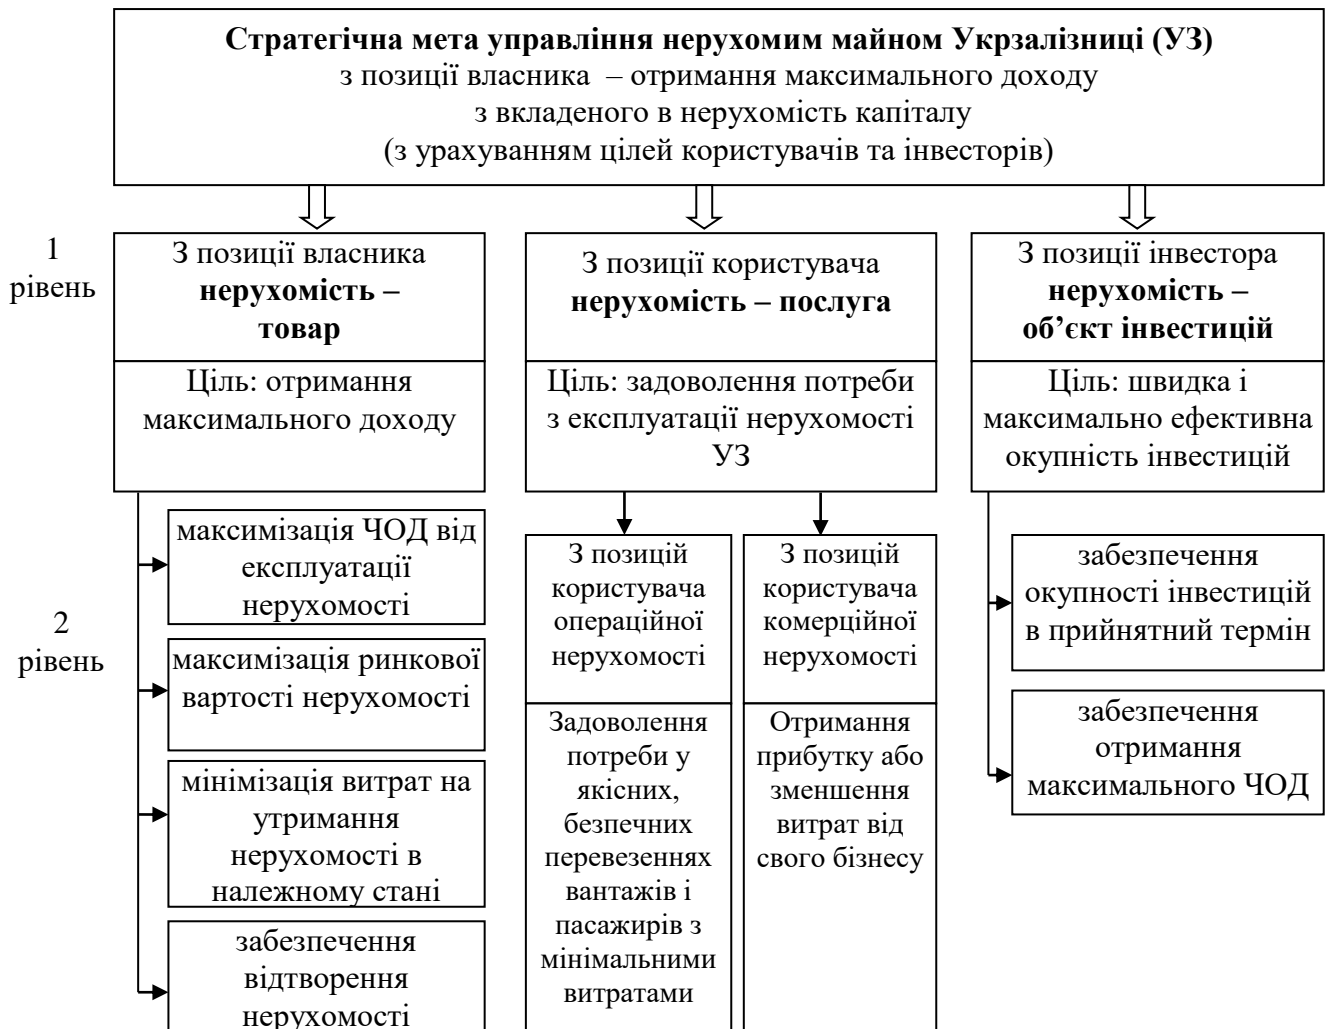 Стратегічна мета управління нерухомим майном Укрзалізниці (УЗ)
з позиції власника – отримання максимального доходу
з вкладеного в нерухомість капіталу
(з урахуванням цілей користувачів та інвесторів)
1
рівень
З позиції власника
нерухомість –
товар
Ціль: отримання
максимального доходу
З позиції користувача
нерухомість – послуга
Ціль: задоволення потреби
з експлуатації нерухомості
УЗ
З позиції інвестора
нерухомість –
об’єкт інвестицій
Ціль: швидка і
максимально ефективна
окупність інвестицій
2
рівень
максимізація ЧОД від
експлуатації
нерухомості
максимізація ринкової
вартості нерухомості
мінімізація витрат на
утримання
нерухомості в
належному стані
забезпечення
відтворення
нерухомості
З позицій
користувача
операційної
нерухомості
Задоволення
потреби у
якісних,
безпечних
перевезеннях
вантажів і
пасажирів з
мінімальними
витратами
З позицій
користувача
комерційної
нерухомості
Отримання
прибутку або
зменшення
витрат від
свого бізнесу
забезпечення
окупності інвестицій
в прийнятний термін
забезпечення
отримання
максимального ЧОД